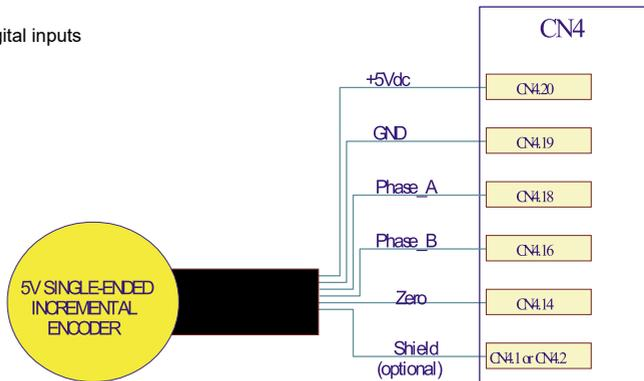 gital inputs
CN4
+5Vdc
CN4.20
GND
CN4.19
Phase_A
CN4.18
Phase_B
CN4.16
5V SINGLE-ENDED
INCREMENTAL
ENCODER
Zero
CN4.14
Shield
(optional)
CN4.1 or CN4.2